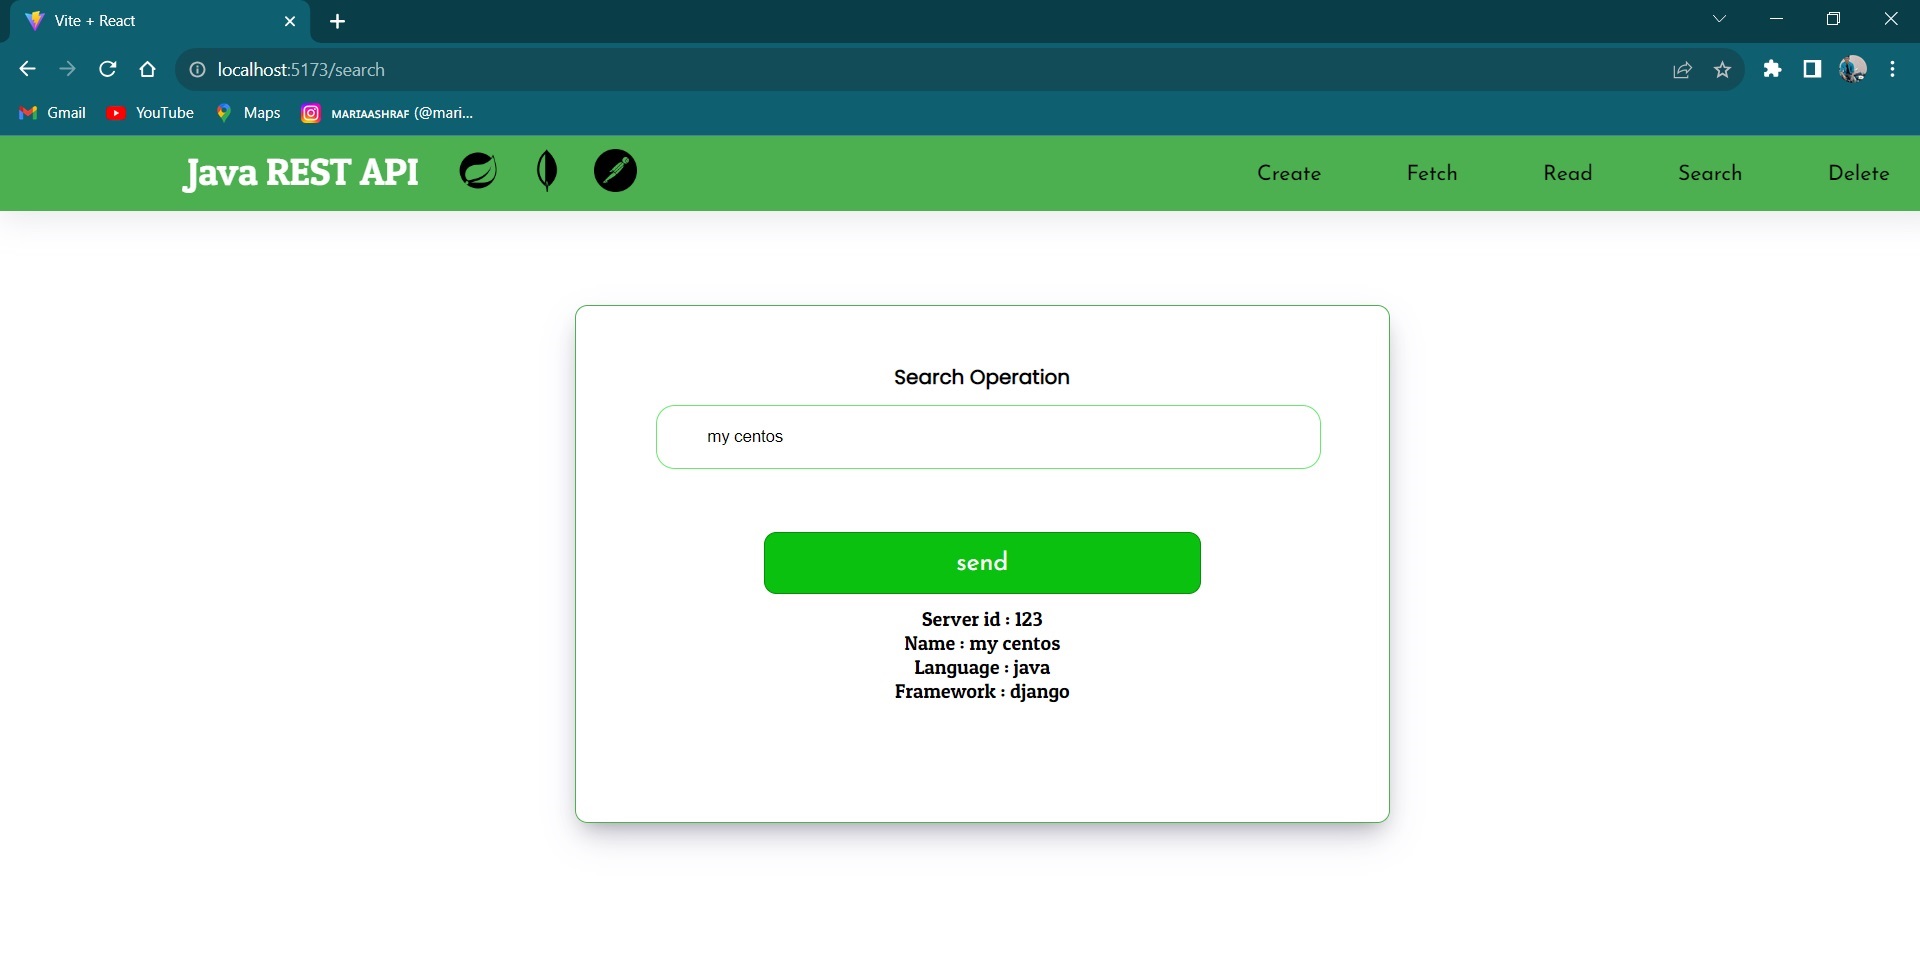 Vite + React
localhost:5173/search
Gmail YouTube Maps ᴍᴀʀɪᴀᴀꜱʜʀᴀꜰ (@mari...
Java REST API Create Fetch Read Search Delete
Search Operation
my centos
send
Server id : 123
Name : my centos
Language : java
Framework : django